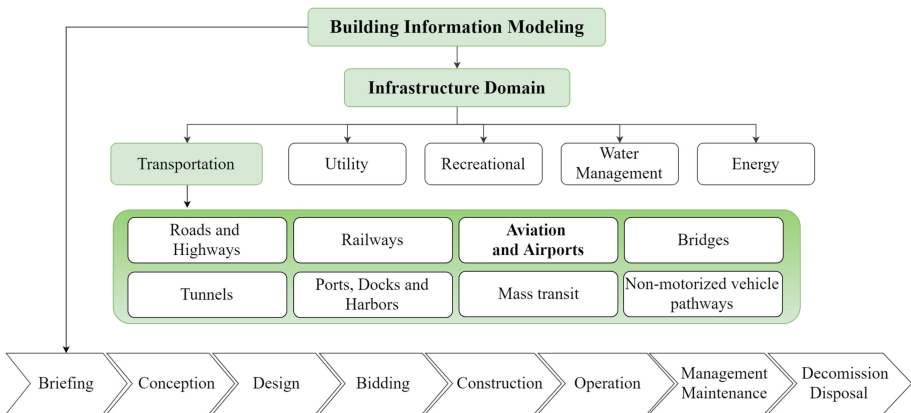 Building Information Modeling
Infrastructure Domain
Transportation
Utility
Recreational
Water
Management
Energy
Roads and
Highways
Railways
Aviation
and Airports
Bridges
Tunnels
Ports, Docks and
Harbors
Mass transit
Non-motorized vehicle
pathways
Briefing
Conception
Design
Bidding
Construction
Operation
Management
Maintenance
Decomission
Disposal